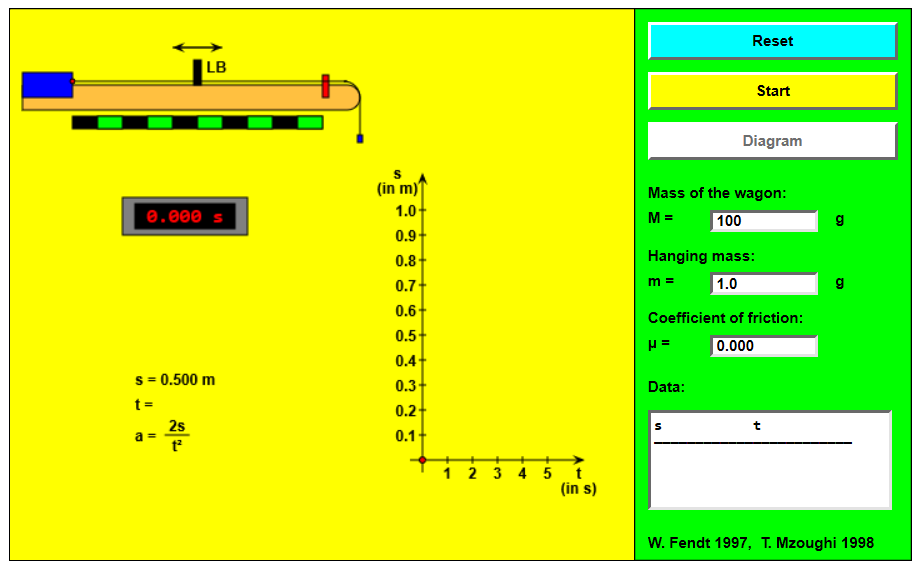 LB
0.000 s
s
(in m)
1.0
0.9
0.8
0.7
0.6
0.5
0.4
0.3
0.2
0.1
1 2 3 4 5 t
(in s)
s = 0.500 m
t =
a = 2s
t²
Reset
Start
Diagram
Mass of the wagon:
M = 100 g
Hanging mass:
m = 1.0 g
Coefficient of friction:
μ = 0.000
Data:
s t
W. Fendt 1997, T. Mzoughi 1998